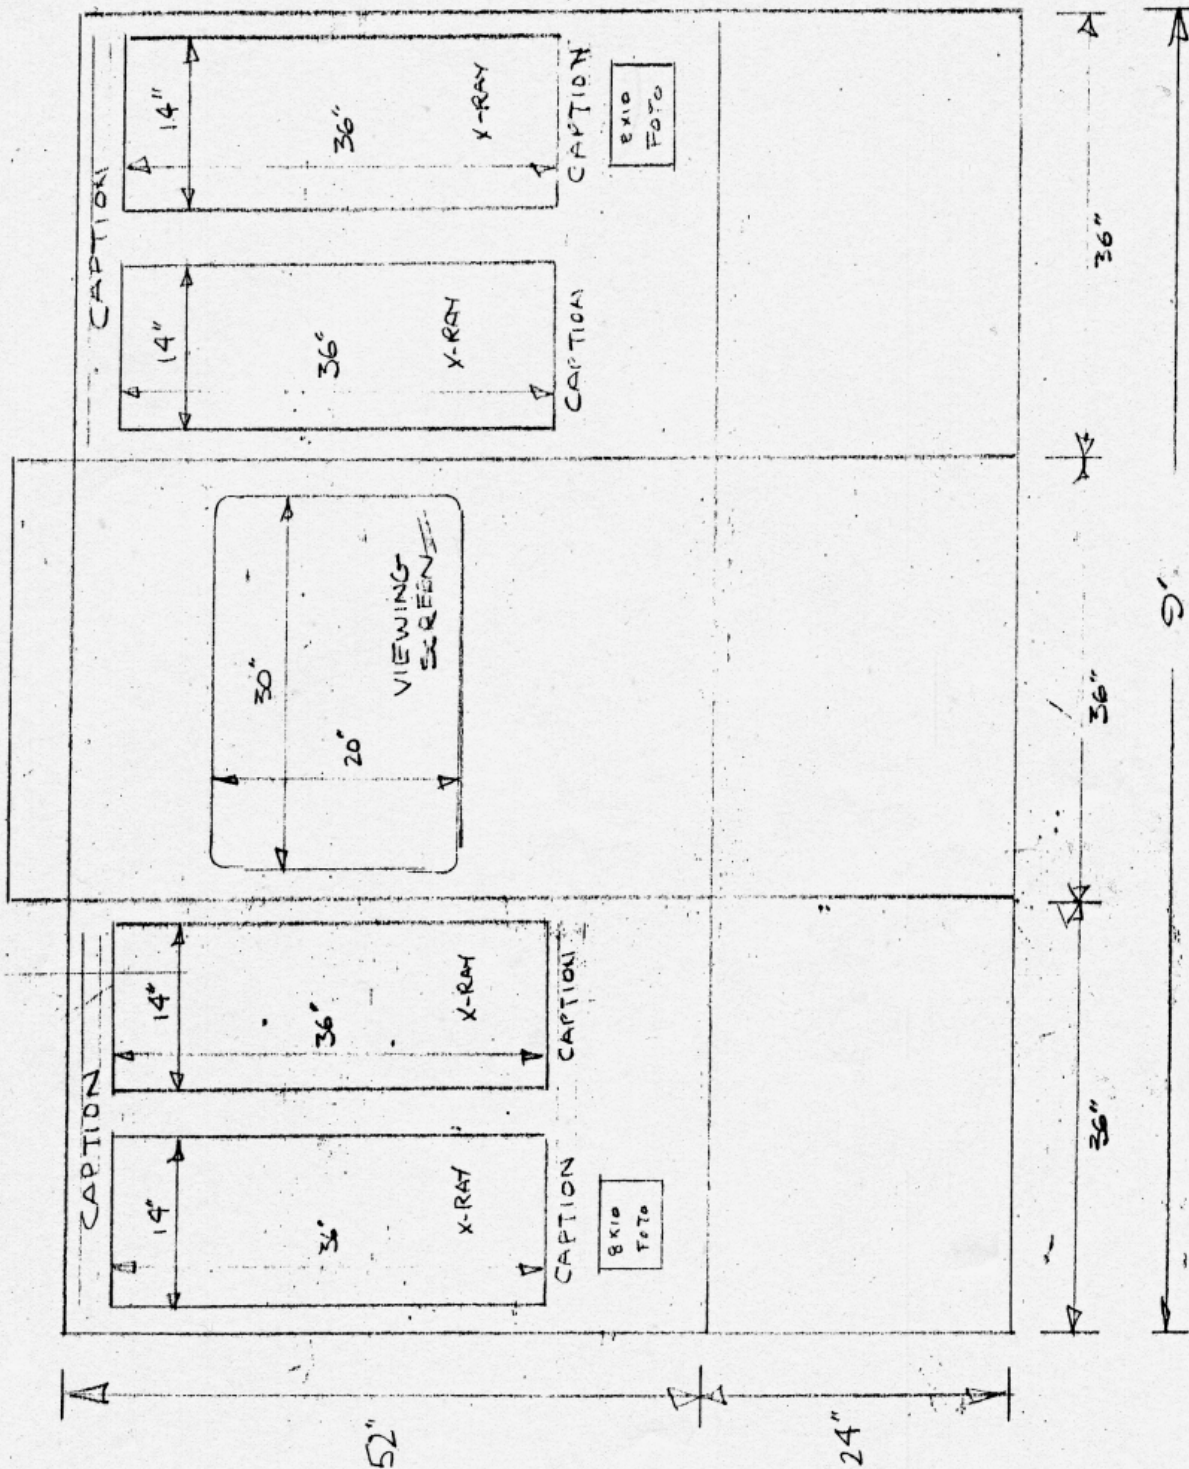 CAPTION
CAPTION
14"
36"
X-RAY
CAPTION
8X10
FOTO
14"
36"
X-RAY
CAPTION
30"
20"
VIEWING
SCREEN
14"
36"
X-RAY
CAPTION
14"
36"
X-RAY
CAPTION
8X10
FOTO
52"
24"
36"
36"
36"
9'